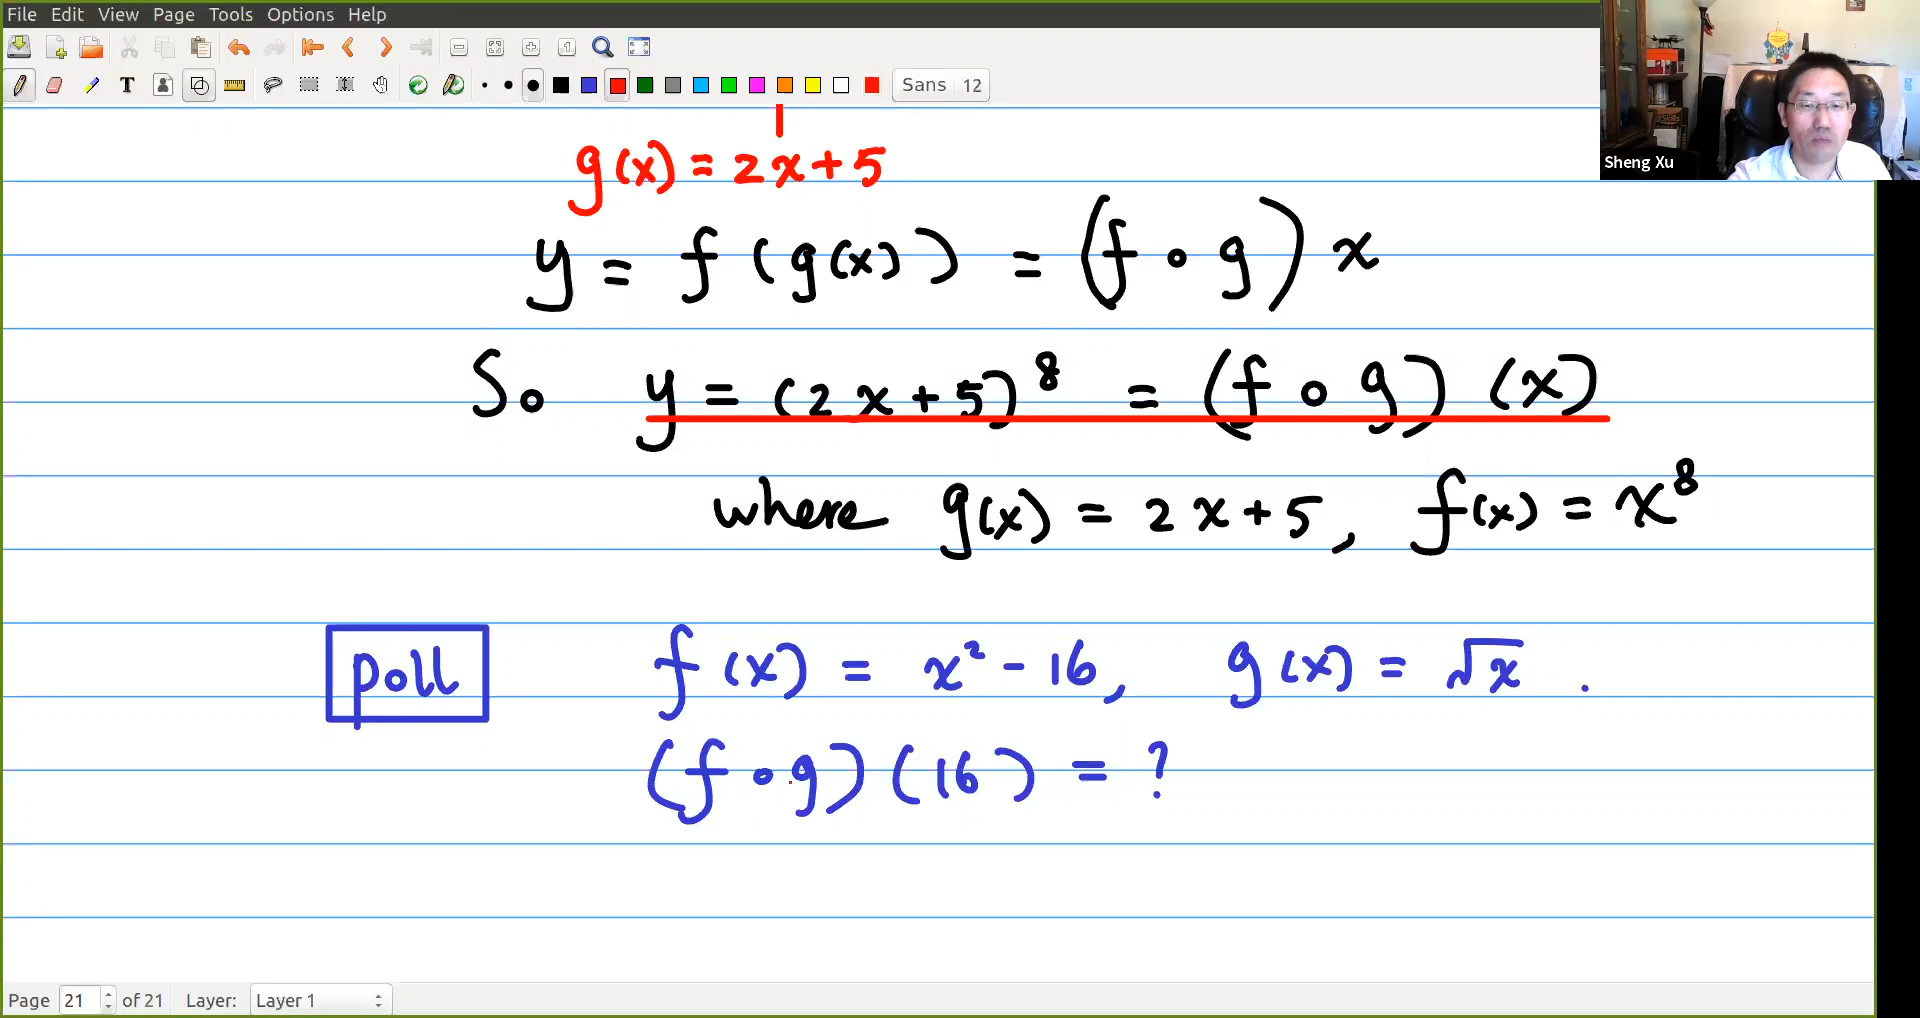 File Edit View Page Tools Options Help
T Sans 12
Sheng Xu
g(x) = 2x+5
y = f(g(x)) = (f∘g)x
So y = (2x+5)⁸ = (f∘g)(x)
where g(x) = 2x+5, f(x) = x⁸
poll f(x) = x²-16, g(x) = √x .
(f∘g)(16) = ?
Page 21 of 21 Layer: Layer 1